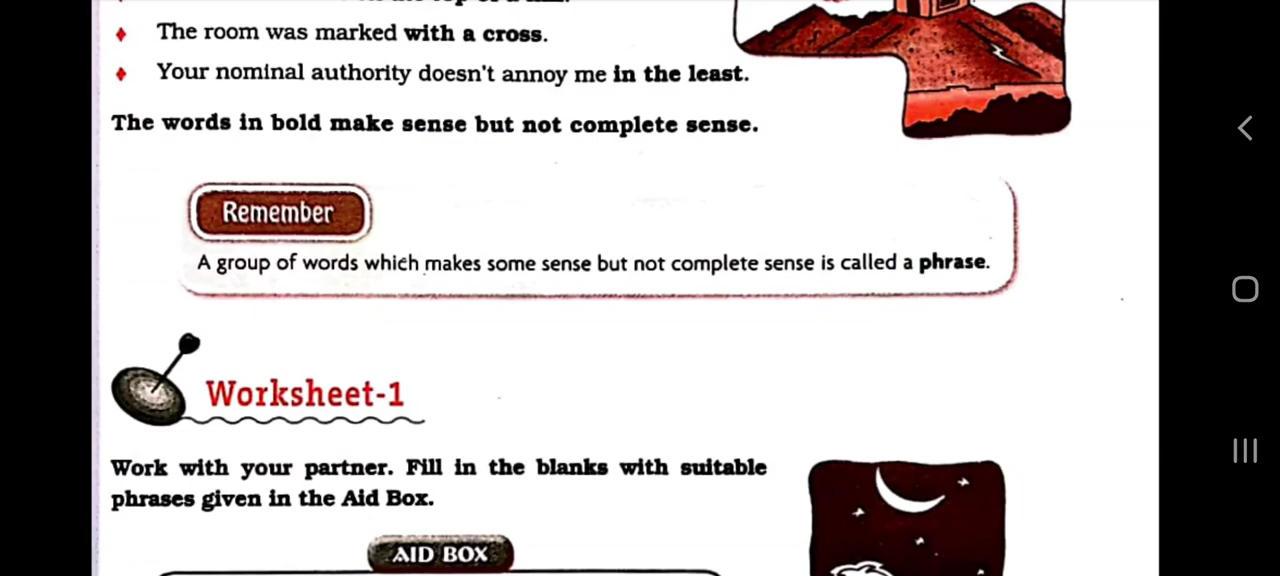 The room was marked with a cross.
Your nominal authority doesn't annoy me in the least.
The words in bold make sense but not complete sense.
Remember
A group of words which makes some sense but not complete sense is called a phrase.
Worksheet-1
Work with your partner. Fill in the blanks with suitable
phrases given in the Aid Box.
AID BOX